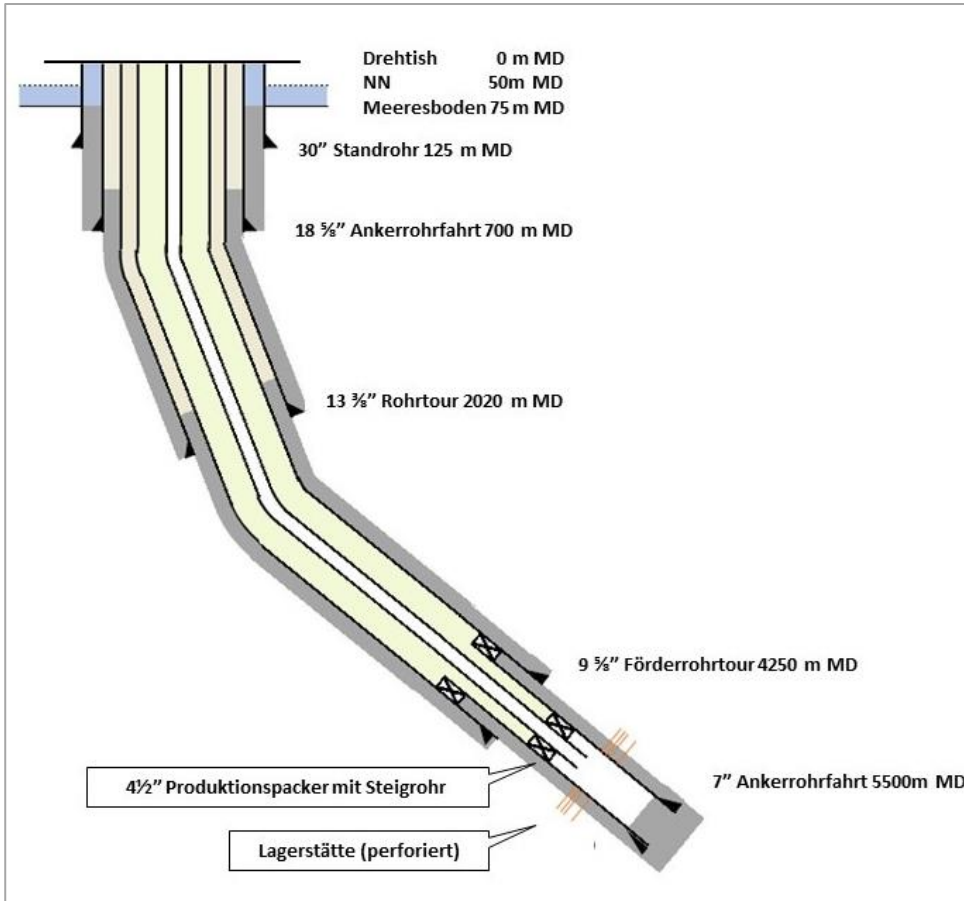 Drehtish 0 m MD
NN 50m MD
Meeresboden 75 m MD
30” Standrohr 125 m MD
18 ⅝” Ankerrohrfahrt 700 m MD
13 ⅜” Rohrtour 2020 m MD
9 ⅝” Förderrohrtour 4250 m MD
7” Ankerrohrfahrt 5500m MD
4½” Produktionspacker mit Steigrohr
Lagerstätte (perforiert)